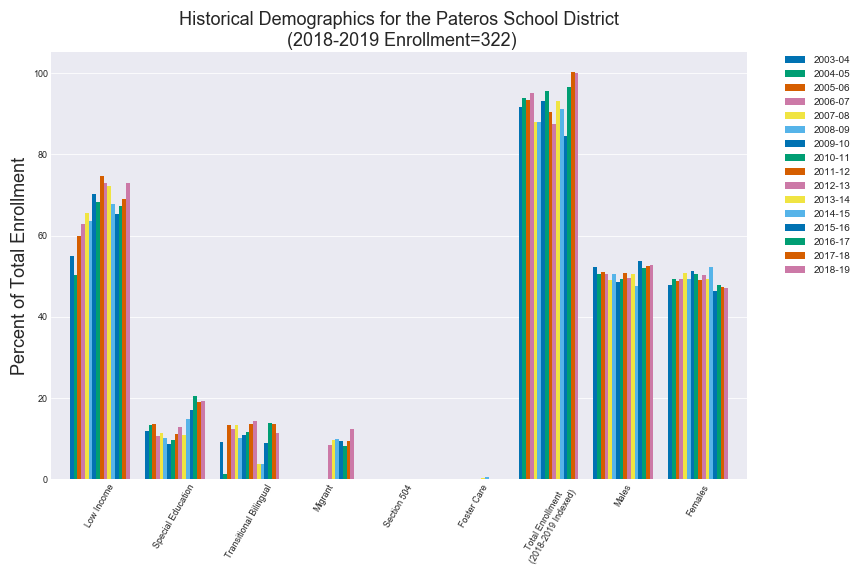 Historical Demographics for the Pateros School District
(2018-2019 Enrollment=322)
Percent of Total Enrollment
100
80
60
40
20
0
Low Income
Special Education
Transitional Bilingual
Migrant
Section 504
Foster Care
Total Enrollment
(2018-2019 Indexed)
Males
Females
2003-04
2004-05
2005-06
2006-07
2007-08
2008-09
2009-10
2010-11
2011-12
2012-13
2013-14
2014-15
2015-16
2016-17
2017-18
2018-19